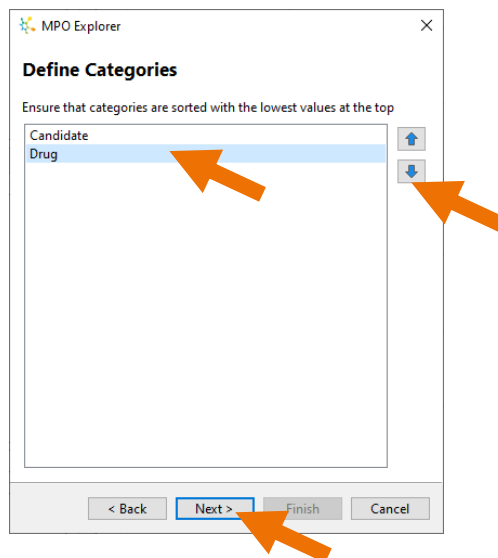 MPO Explorer
Define Categories
Ensure that categories are sorted with the lowest values at the top
Candidate
Drug
< Back Next > Finish Cancel